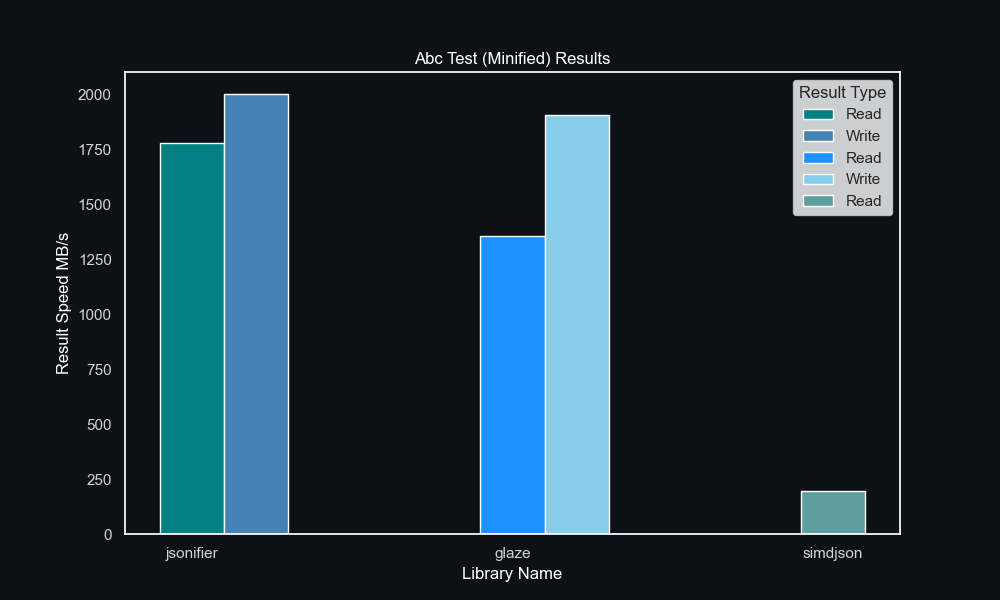 Abc Test (Minified) Results
Result Type
Read
Write
Read
Write
Read
Result Speed MB/s
2000
1750
1500
1250
1000
750
500
250
0
jsonifier
glaze
simdjson
Library Name